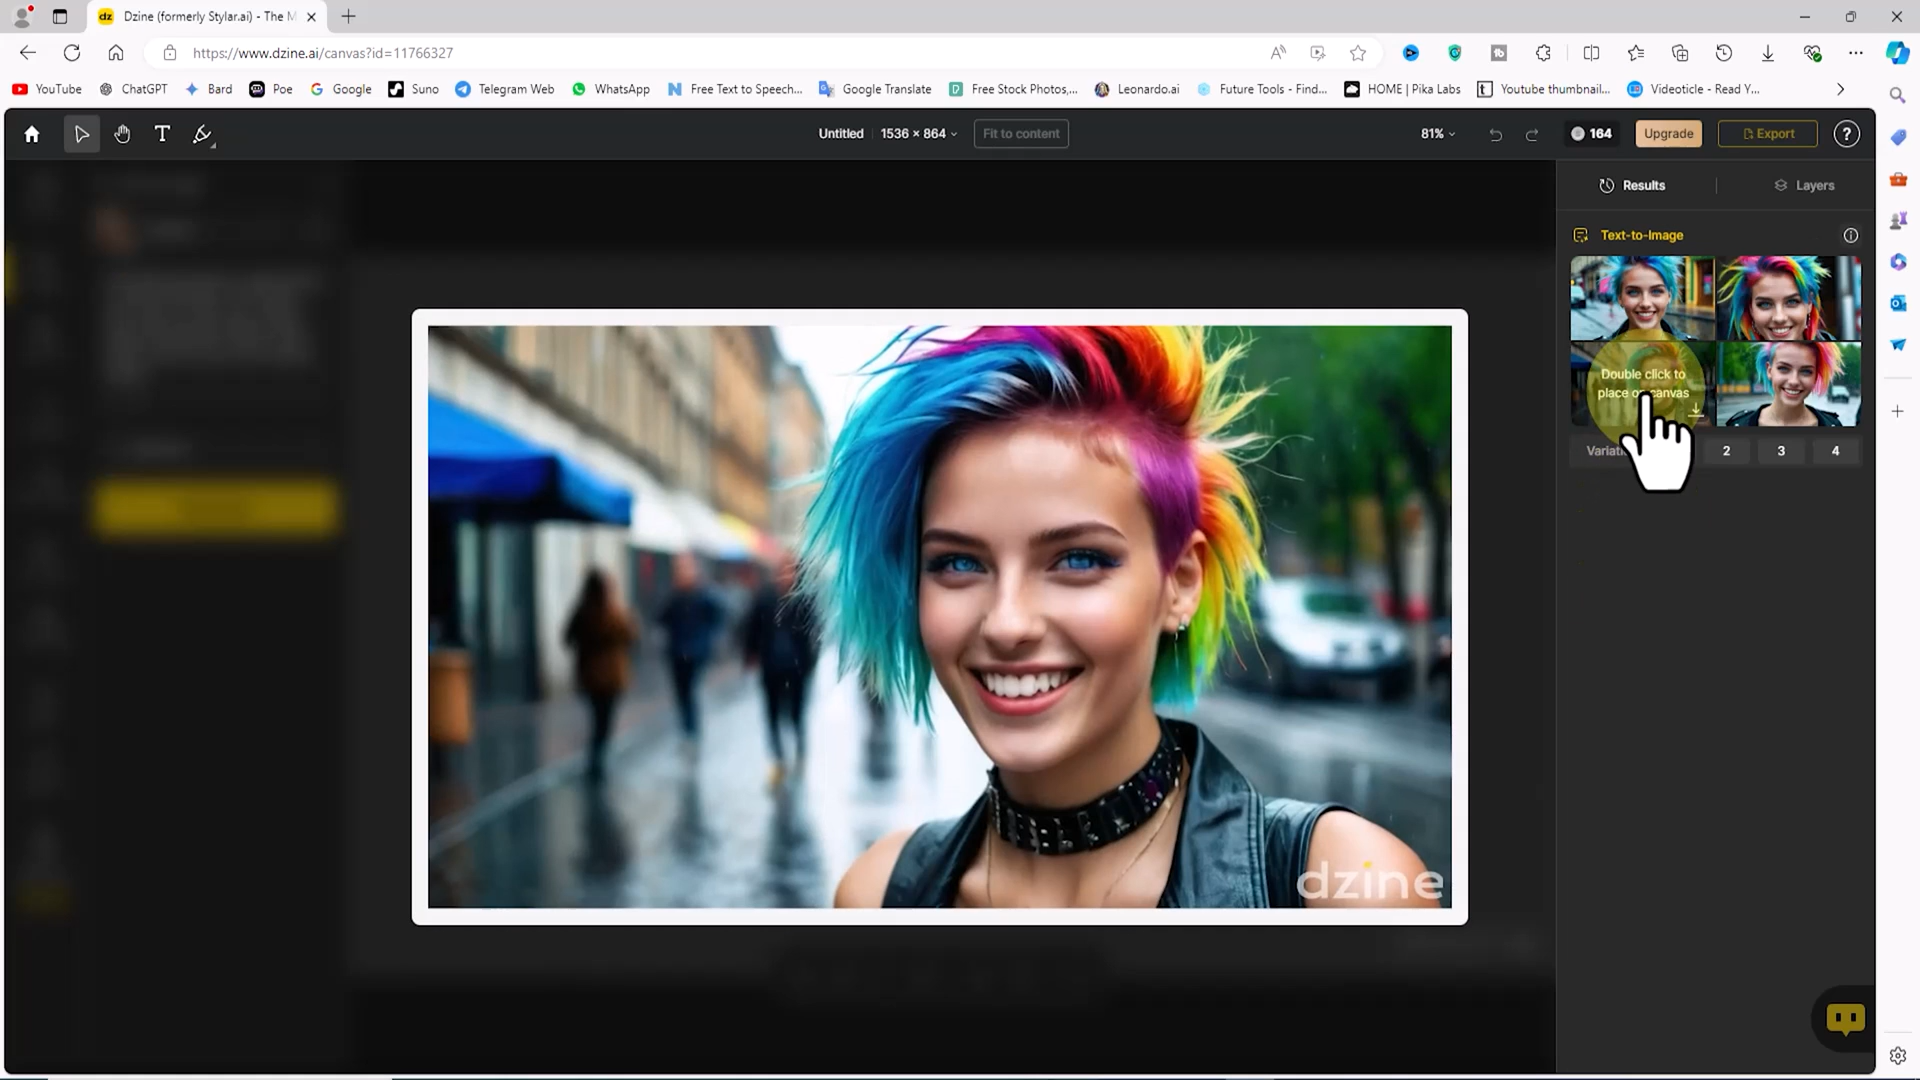 dz Dzine (formerly Stylar.ai) - The M
https://www.dzine.ai/canvas?id=11766327
YouTube ChatGPT Bard Poe Google Suno Telegram Web WhatsApp Free Text to Speech... Google Translate Free Stock Photos,... Leonardo.ai Future Tools - Find... HOME | Pika Labs Youtube thumbnail... Videoticle - Read Y...
T Untitled 1536 × 864 Fit to content 81% 164 Upgrade Export ?
Results Layers
Text-to-Image
Double click to
place on canvas
2 3 4
dzine